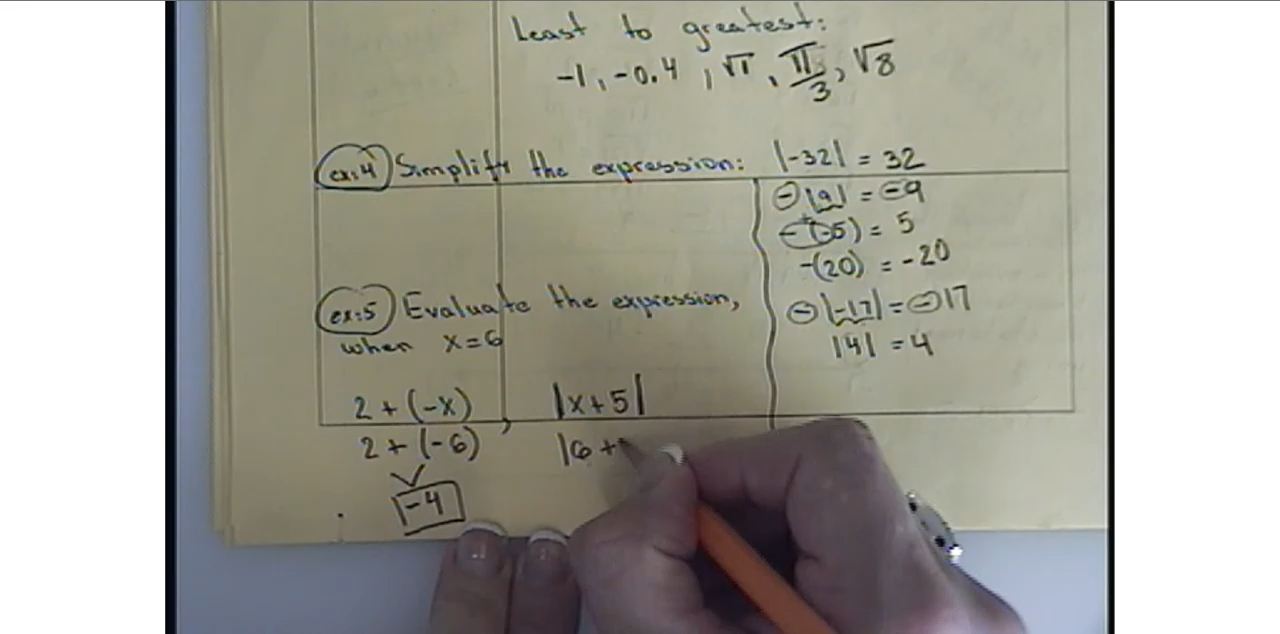 Least to greatest:
-1, -0.4, √1, π/3, √8
ex:4 Simplify the expression: |-32| = 32
-|9| = -9
-(-5) = 5
-(20) = -20
-|-17| = -17
|4| = 4
ex:5 Evaluate the expression,
when x=6
2 + (-x) , |x+5|
2 + (-6) |6+
-4